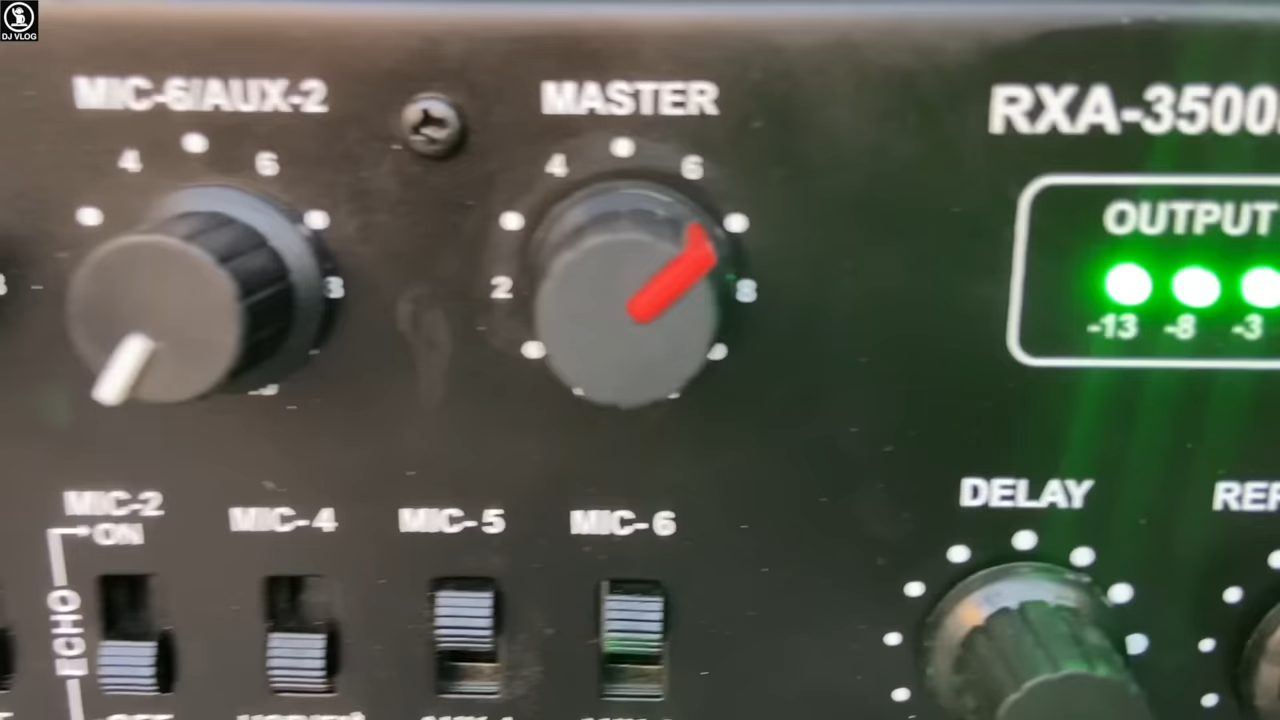 DJ VLOG
MIC-6/AUX-2
MASTER
RXA-3500
4
6
4
6
8
2
8
OUTPUT
-13 -8 -3
MIC-2
MIC-4
MIC-5
MIC-6
DELAY
ON
ECHO